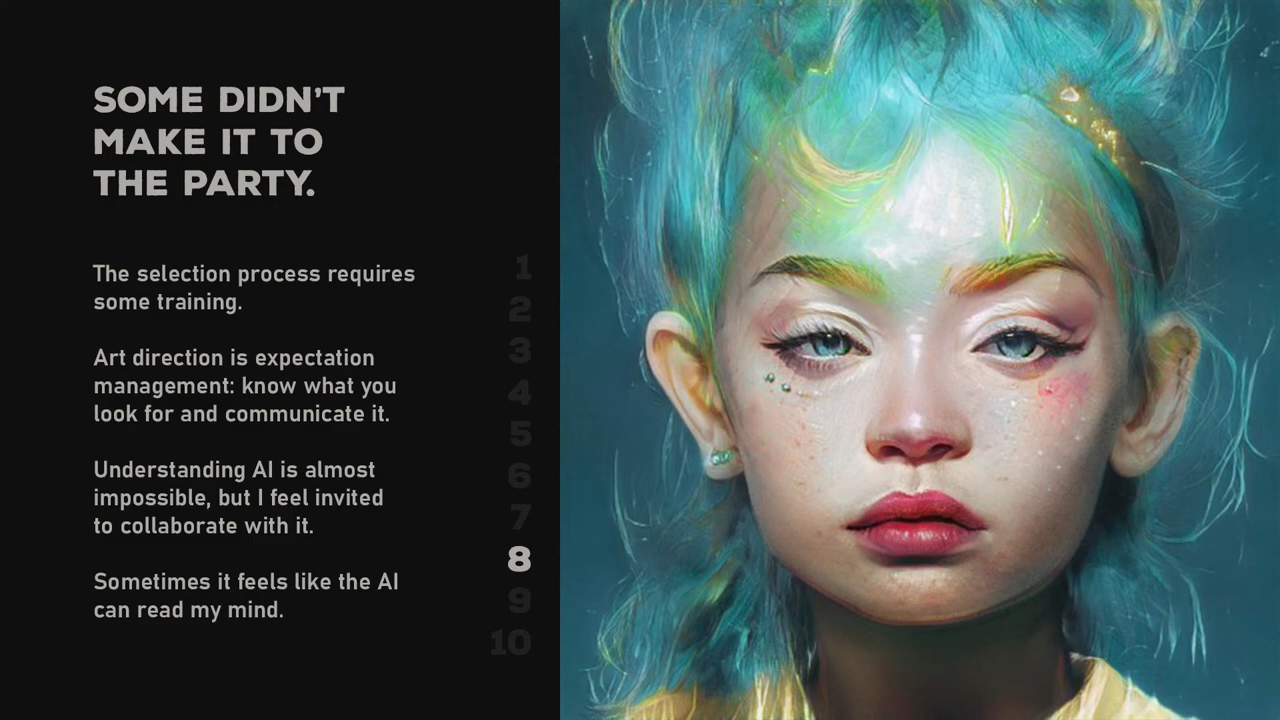 SOME DIDN'T
MAKE IT TO
THE PARTY.
The selection process requires
some training.
Art direction is expectation
management: know what you
look for and communicate it.
Understanding AI is almost
impossible, but I feel invited
to collaborate with it.
Sometimes it feels like the AI
can read my mind.
1
2
3
4
5
6
7
8
9
10